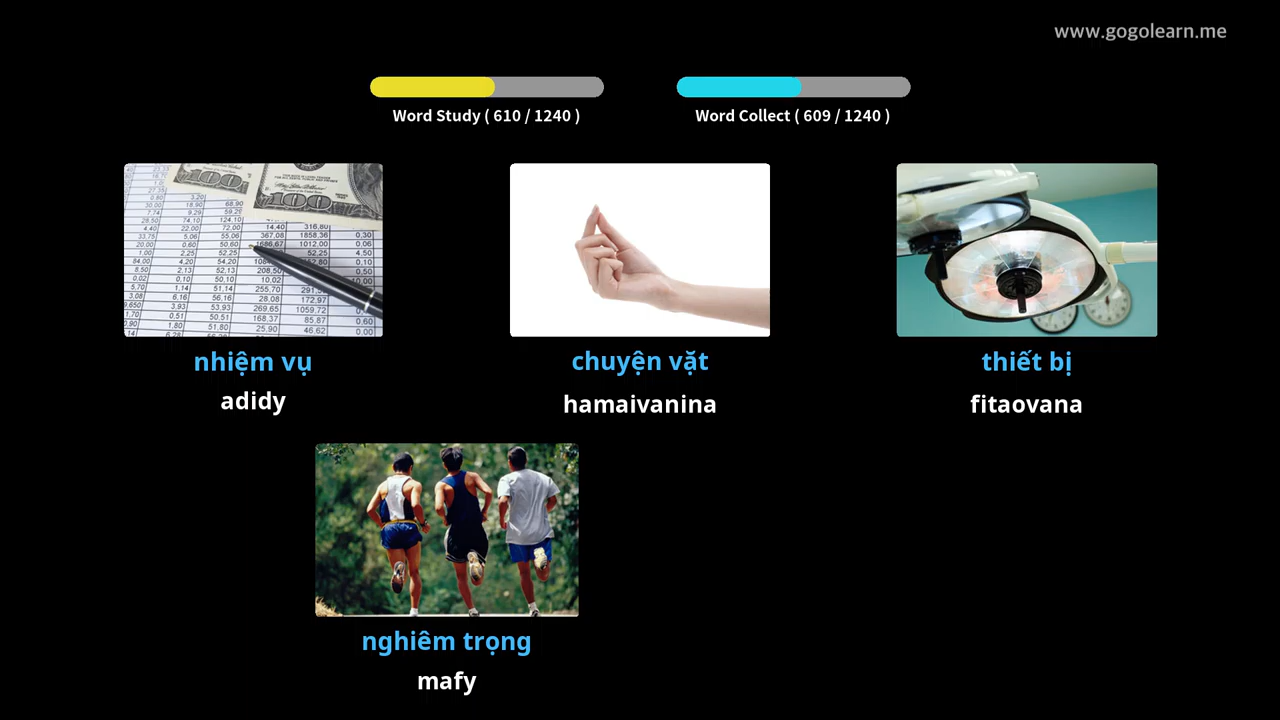 www.gogolearn.me
Word Study ( 610 / 1240 )
Word Collect ( 609 / 1240 )
nhiệm vụ
adidy
chuyện vặt
hamaivanina
thiết bị
fitaovana
nghiêm trọng
mafy